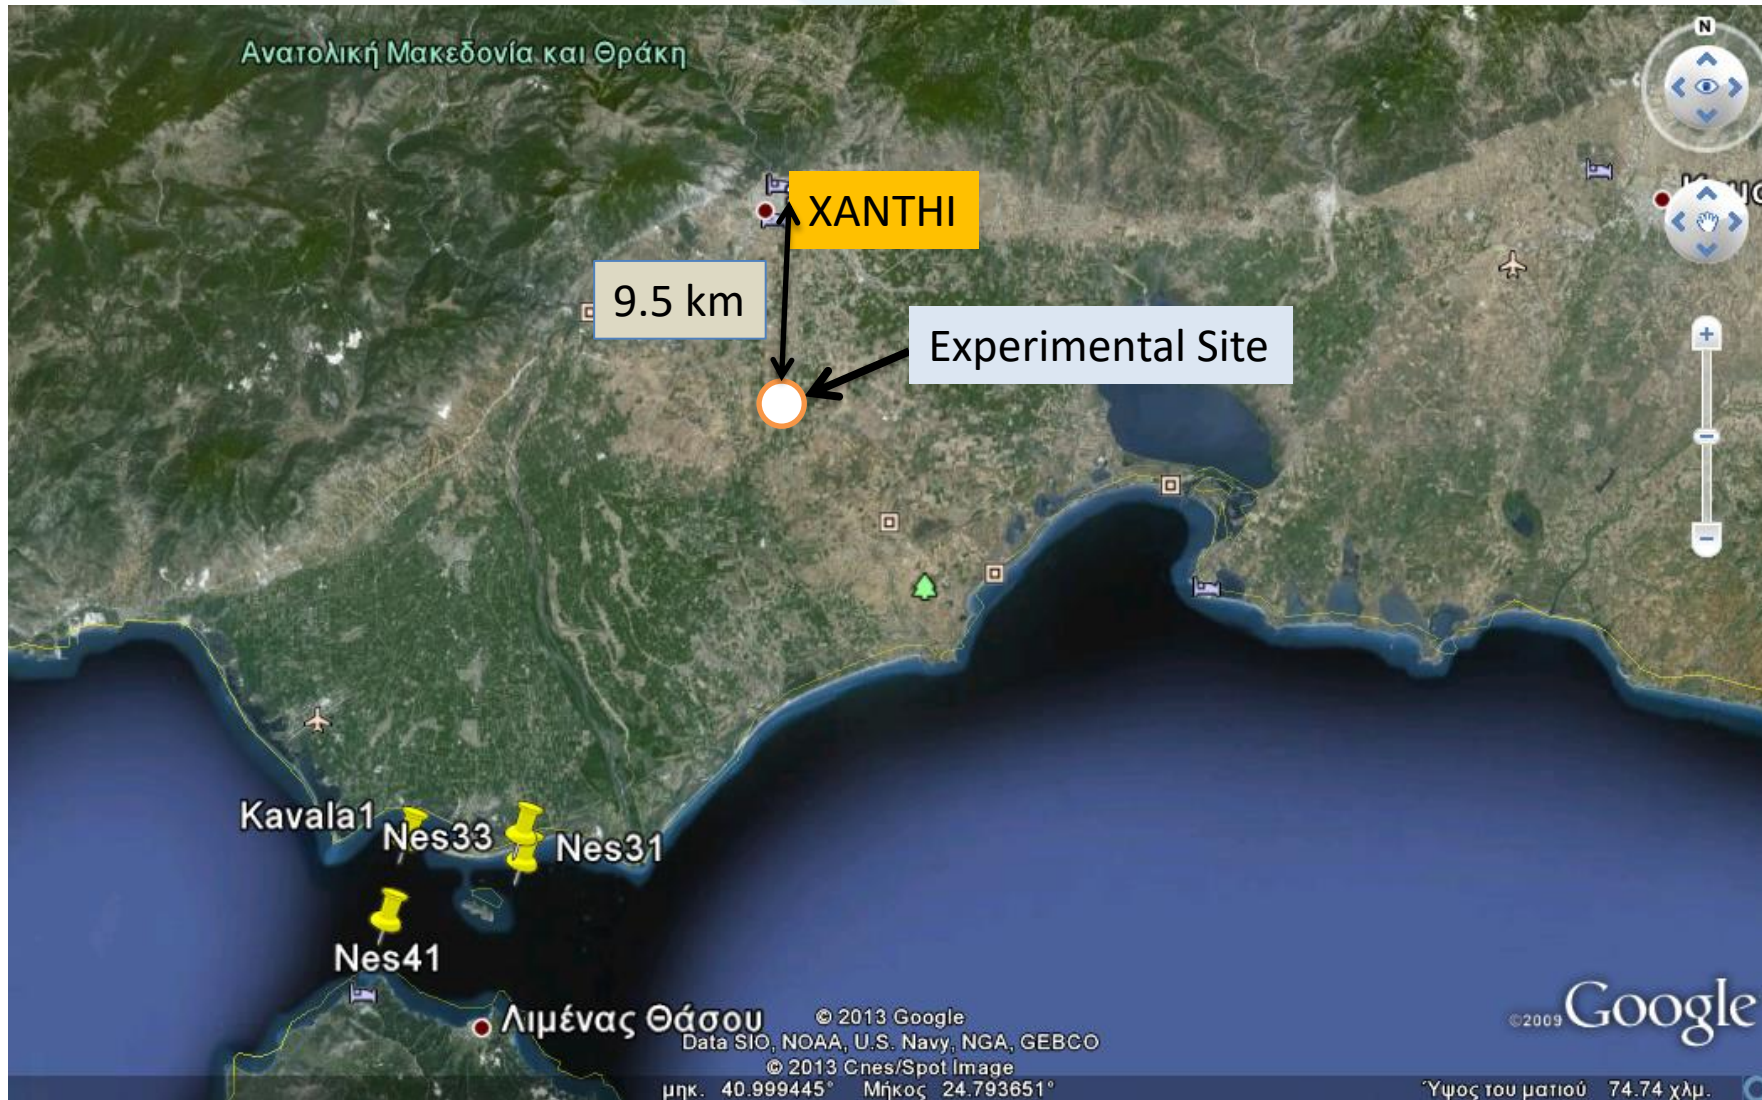 Ανατολική Μακεδονία και Θράκη
N
XANTHI
9.5 km
Experimental Site
Kavala1
Nes33
Nes31
Nes41
Λιμένας Θάσου
© 2013 Google
Data SIO, NOAA, U.S. Navy, NGA, GEBCO
© 2013 Cnes/Spot Image
©2009 Google
μηκ. 40.999445° Μήκος 24.793651°
Ύψος του ματιού 74.74 χλμ.